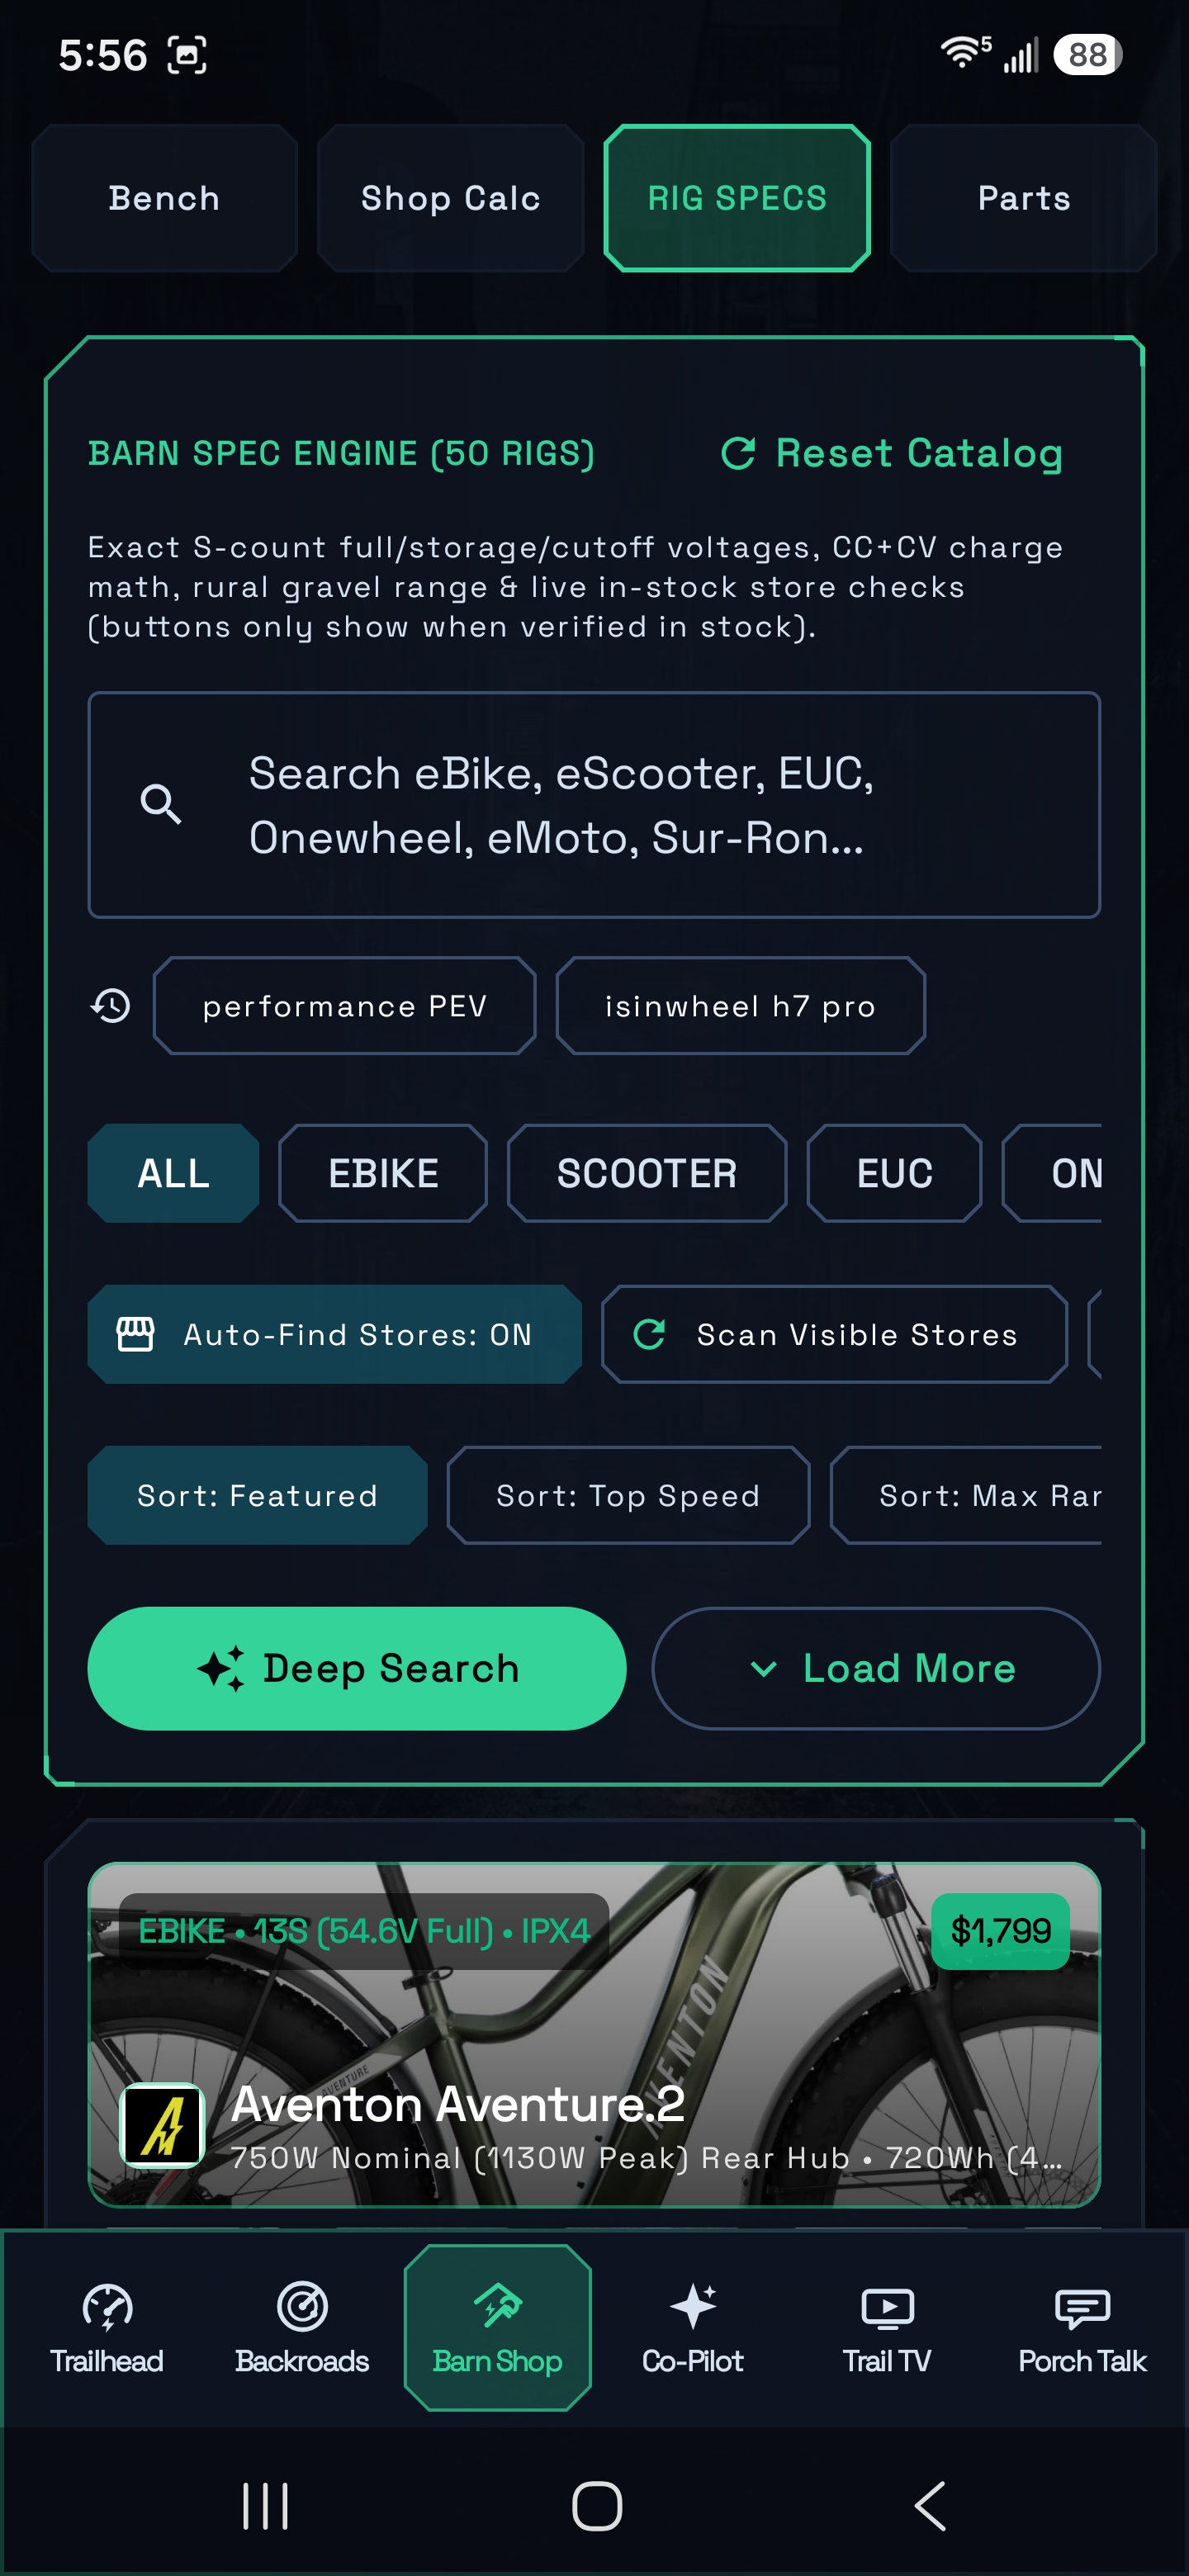 5:56
5
88
Bench
Shop Calc
RIG SPECS
Parts
BARN SPEC ENGINE (50 RIGS)
Reset Catalog
Exact S-count full/storage/cutoff voltages, CC+CV charge
math, rural gravel range & live in-stock store checks
(buttons only show when verified in stock).
Search eBike, eScooter, EUC,
Onewheel, eMoto, Sur-Ron...
performance PEV
isinwheel h7 pro
ALL
EBIKE
SCOOTER
EUC
ON
Auto-Find Stores: ON
Scan Visible Stores
Sort: Featured
Sort: Top Speed
Sort: Max Ran
Deep Search
Load More
EBIKE • 13S (54.6V Full) • IPX4
$1,799
AVENTON
AVENTURE
Aventon Aventure.2
750W Nominal (1130W Peak) Rear Hub • 720Wh (4...
Trailhead
Backroads
Barn Shop
Co-Pilot
Trail TV
Porch Talk